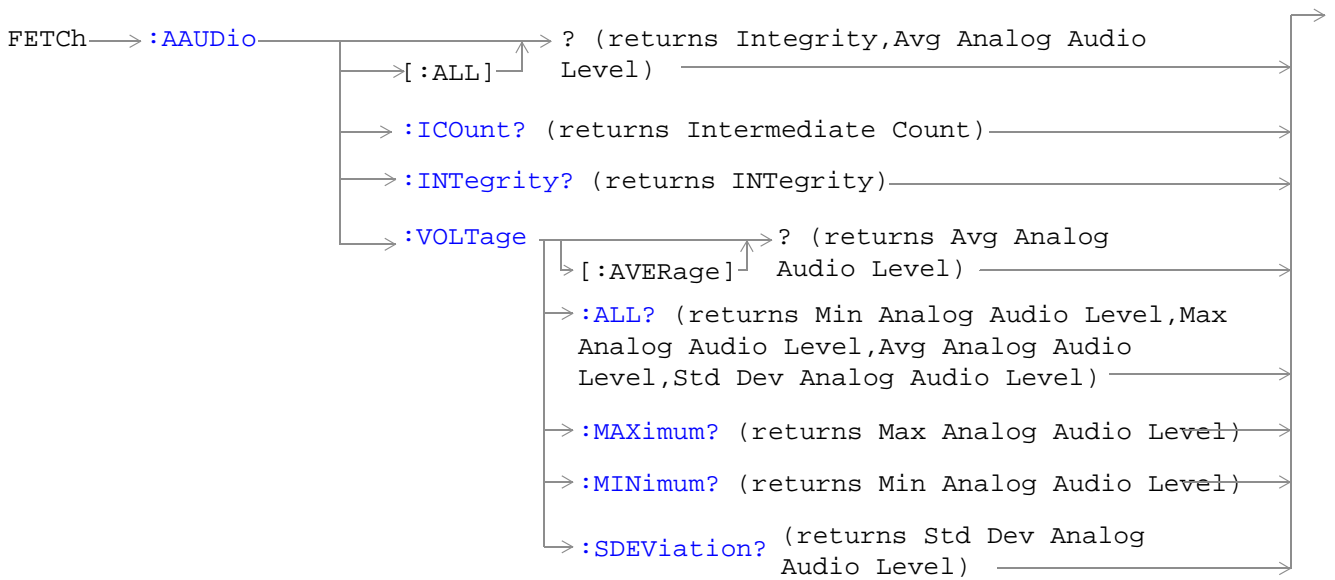 FETCh :AAUDio ? (returns Integrity,Avg Analog Audio
[:ALL] Level)
:ICOunt? (returns Intermediate Count)
:INTegrity? (returns INTegrity)
:VOLTage ? (returns Avg Analog
[:AVERage] Audio Level)
:ALL? (returns Min Analog Audio Level,Max
Analog Audio Level,Avg Analog Audio
Level,Std Dev Analog Audio Level)
:MAXimum? (returns Max Analog Audio Level)
:MINimum? (returns Min Analog Audio Level)
:SDEViation? (returns Std Dev Analog
Audio Level)